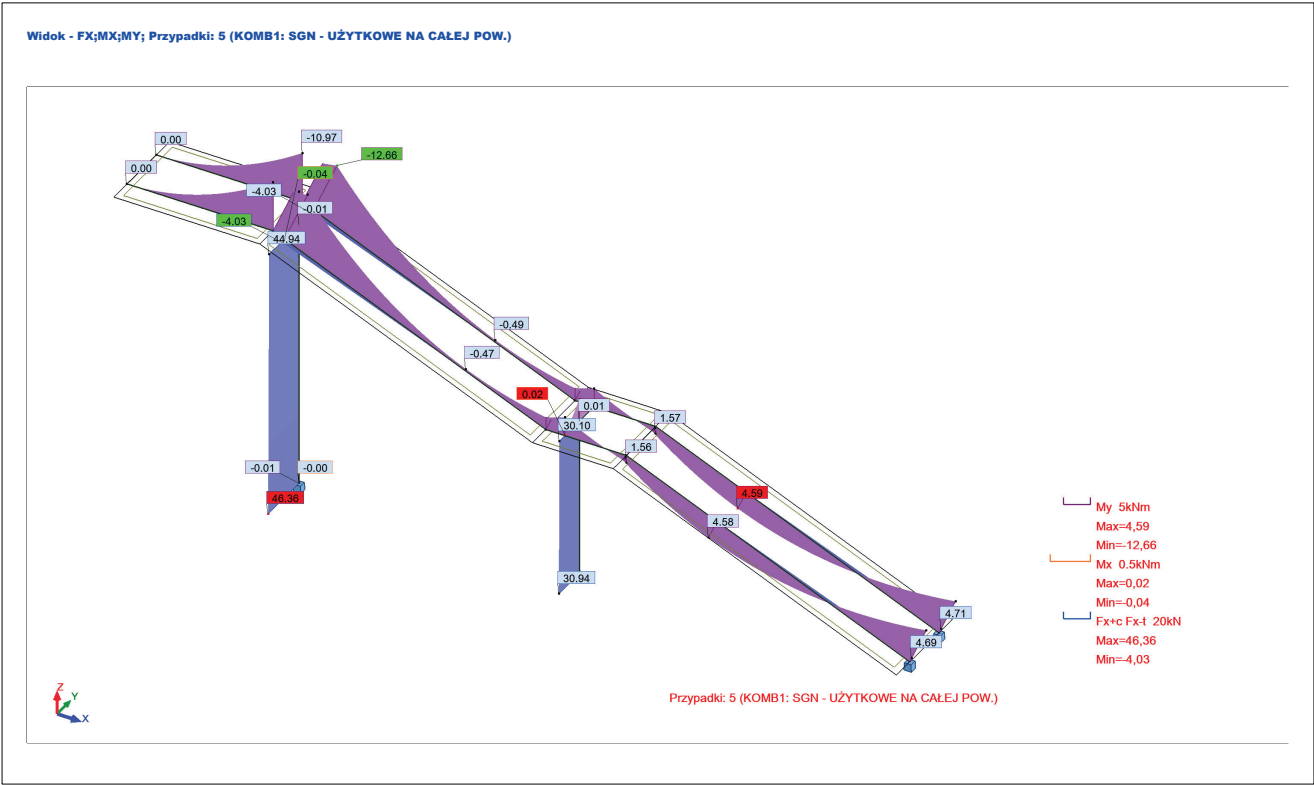 Widok - FX;MX;MY; Przypadki: 5 (KOMB1: SGN - UŻYTKOWE NA CAŁEJ POW.)
0.00
-10.97
-12.66
0.00
-0.04
-4.03
-0.01
-4.03
44.94
-0.49
-0.47
0.02
0.01
1.57
30.10
1.56
-0.01
-0.00
46.36
4.59
4.58
30.94
4.71
4.69
My 5kNm
Max=4,59
Min=-12,66
Mx 0.5kNm
Max=0,02
Min=-0,04
Fx+c Fx-t 20kN
Max=46,36
Min=-4,03
Z
Y
X
Przypadki: 5 (KOMB1: SGN - UŻYTKOWE NA CAŁEJ POW.)